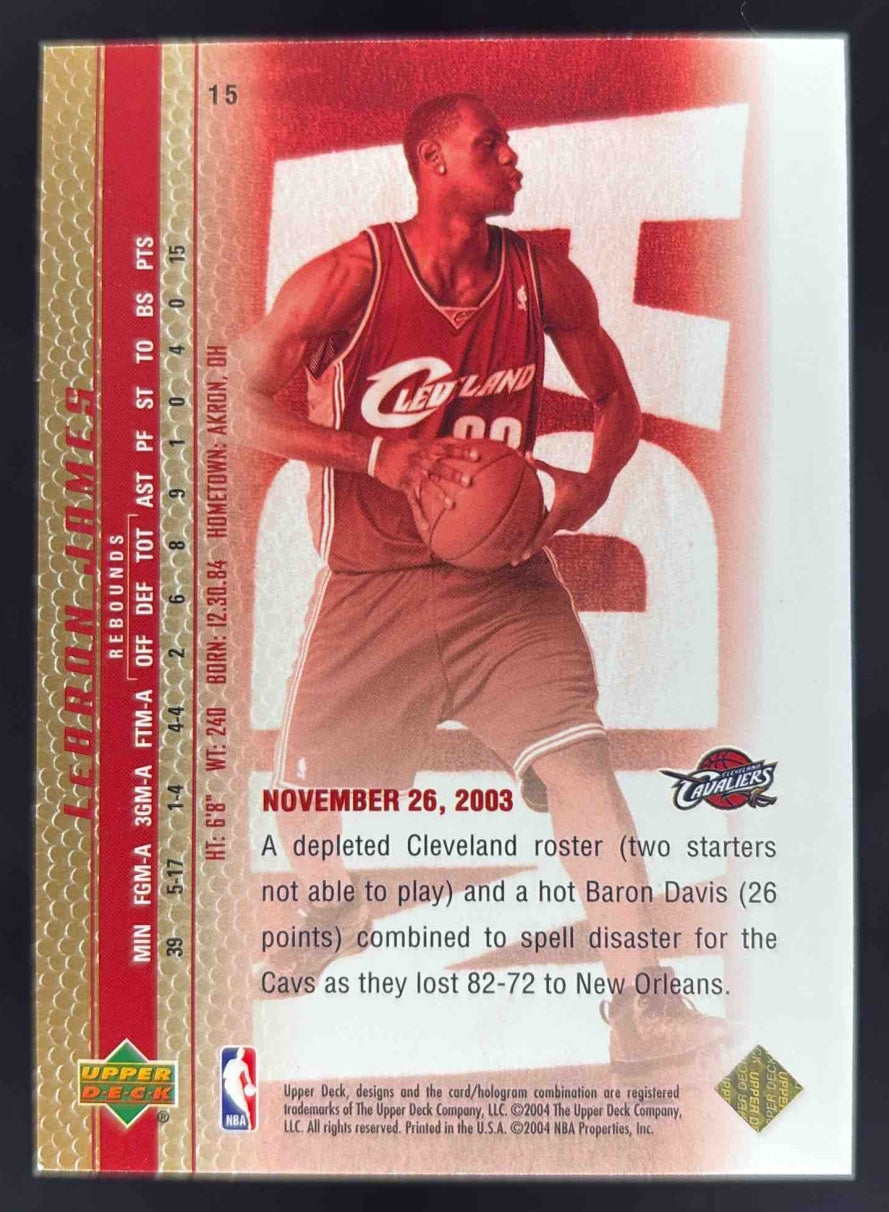 15
LEBRON JAMES
REBOUNDS
MIN FGM-A 3GM-A FTM-A OFF DEF TOT AST PF ST TO BS PTS
39 5-17 1-4 4-4 2 6 8 9 1 0 4 0 15
HT: 6'8" WT: 240 BORN: 12.30.84 HOMETOWN: AKRON, OH
CLEVELAND
CLEVELAND
CAVALIERS
NOVEMBER 26, 2003
A depleted Cleveland roster (two starters
not able to play) and a hot Baron Davis (26
points) combined to spell disaster for the
Cavs as they lost 82-72 to New Orleans.
UPPER
D·E·C·K
®
NBA
Upper Deck, designs and the card/hologram combination are registered
trademarks of The Upper Deck Company, LLC. ©2004 The Upper Deck Company,
LLC. All rights reserved. Printed in the U.S.A. ©2004 NBA Properties, Inc.
UPPER DECK